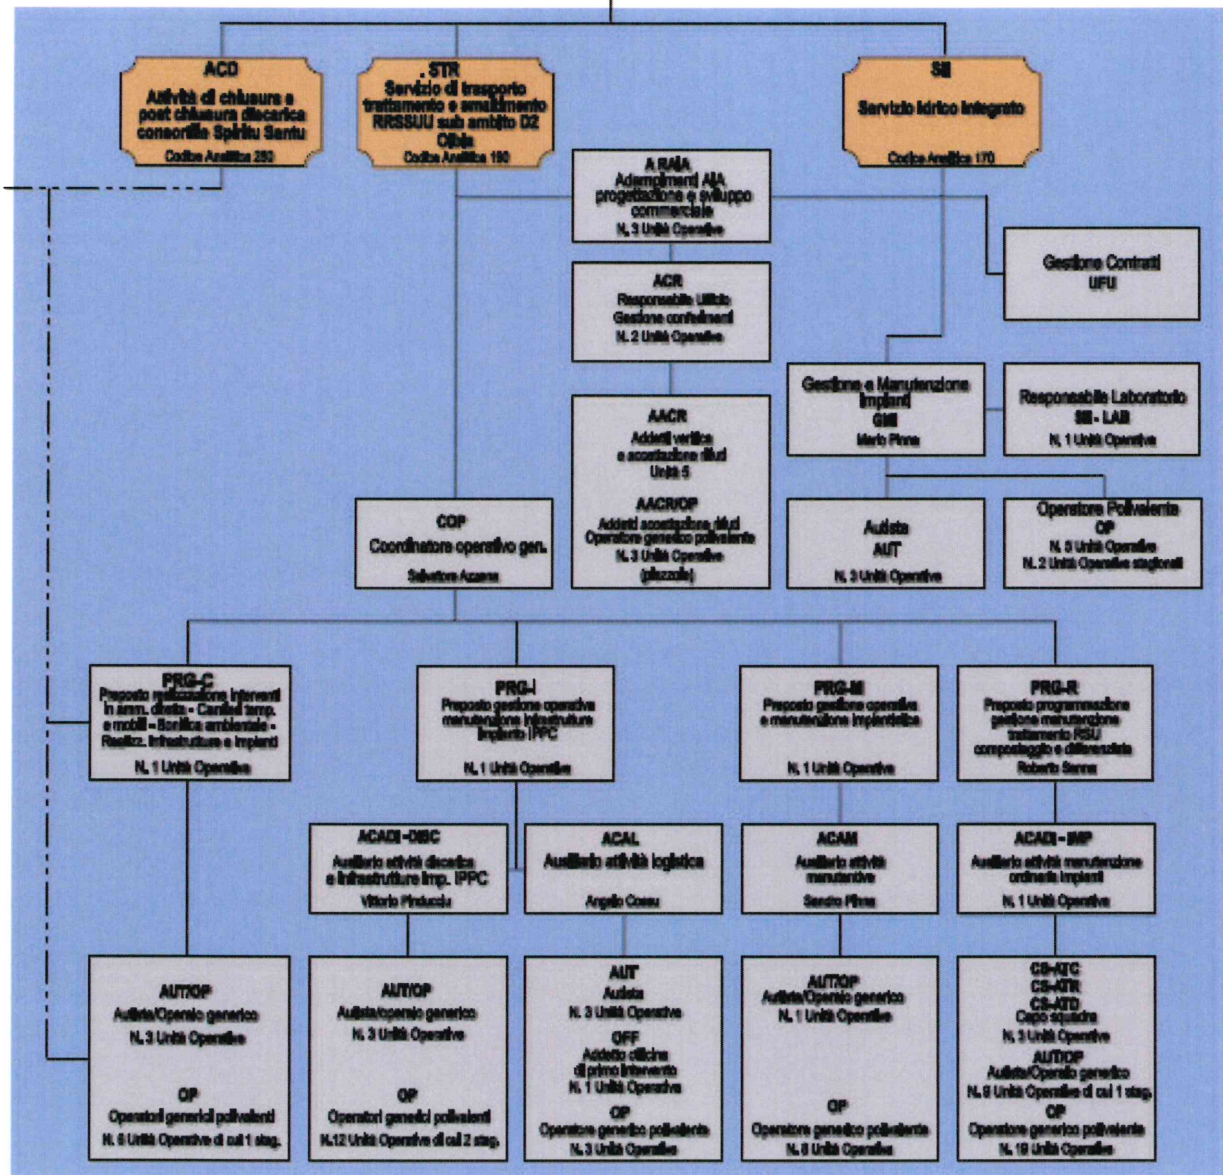 ACD
Attività di chiusura e
post chiusura discarica
consortile Spiritu Santu
Codice Analitica 280
STR
Servizio di trasporto
trattamento e smaltimento
RRSSUU sub ambito D2
Olbia
Codice Analitica 180
SII
Servizio Idrico Integrato
Codice Analitica 170
A RAIA
Adempimenti AIA
progettazione e sviluppo
commerciale
N. 3 Unità Operative
Gestione Contratti
UFU
ACR
Responsabile Ufficio
Gestione conferimenti
N. 2 Unità Operative
Gestione e Manutenzione
Impianti
GMI
Mario Pinna
Responsabile Laboratorio
SII - LAB
N. 1 Unità Operative
AACR
Addetti verifica
e accettazione rifiuti
Unità 5
AACR/OP
Addetti accettazione rifiuti
Operatore generico polivalente
N. 3 Unità Operative
(piazzale)
COP
Coordinatore operativo gen.
Salvatore Azzena
Autista
AUT
N. 3 Unità Operative
Operatore Polivalente
OP
N. 5 Unità Operative
N. 2 Unità Operative stagionali
PRG-C
Preposto realizzazione interventi
in amm. diretta - Cantieri temp.
e mobili - Bonifica ambientale -
Realizz. Infrastrutture e Impianti
N. 1 Unità Operative
PRG-I
Preposto gestione operativa
manutenzione infrastrutture
Impianto IPPC
N. 1 Unità Operative
PRG-M
Preposto gestione operativa
e manutenzione impiantistica
N. 1 Unità Operative
PRG-R
Preposto programmazione
gestione manutenzione
trattamento RSU
compostaggio e differenziata
Roberto Sanna
ACADI -DISC
Ausiliario attività discarica
e Infrastrutture Imp. IPPC
Vittorio Pinducciu
ACAL
Ausiliario attività logistica
Angelo Cossu
ACAM
Ausiliario attività
manutentive
Sandro Pinna
ACADI - IMP
Ausiliario attività manutenzione
ordinaria impianti
N. 1 Unità Operative
AUT/OP
Autista/Operaio generico
N. 3 Unità Operative
OP
Operatori generici polivalenti
N. 6 Unità Operative di cui 1 stag.
AUT/OP
Autista/operaio generico
N. 3 Unità Operative
OP
Operatori generici polivalenti
N.12 Unità Operative di cui 2 stag.
AUT
Autista
N. 3 Unità Operative
OFF
Addetto officina
di primo intervento
N. 1 Unità Operativa
OP
Operatore generico polivalente
N. 3 Unità Operative
AUT/OP
Autista/Operaio generico
N. 1 Unità Operative
OP
Operatore generico polivalente
Unità Operative
CS-ATC
CS-ATR
CS-ATD
Capo squadra
N. 3 Unità Operative
AUT/OP
Autista/Operaio generico
Unità Operative di cui 1 stag.
OP
Operatore generico polivalente
N. 19 Unità Operative